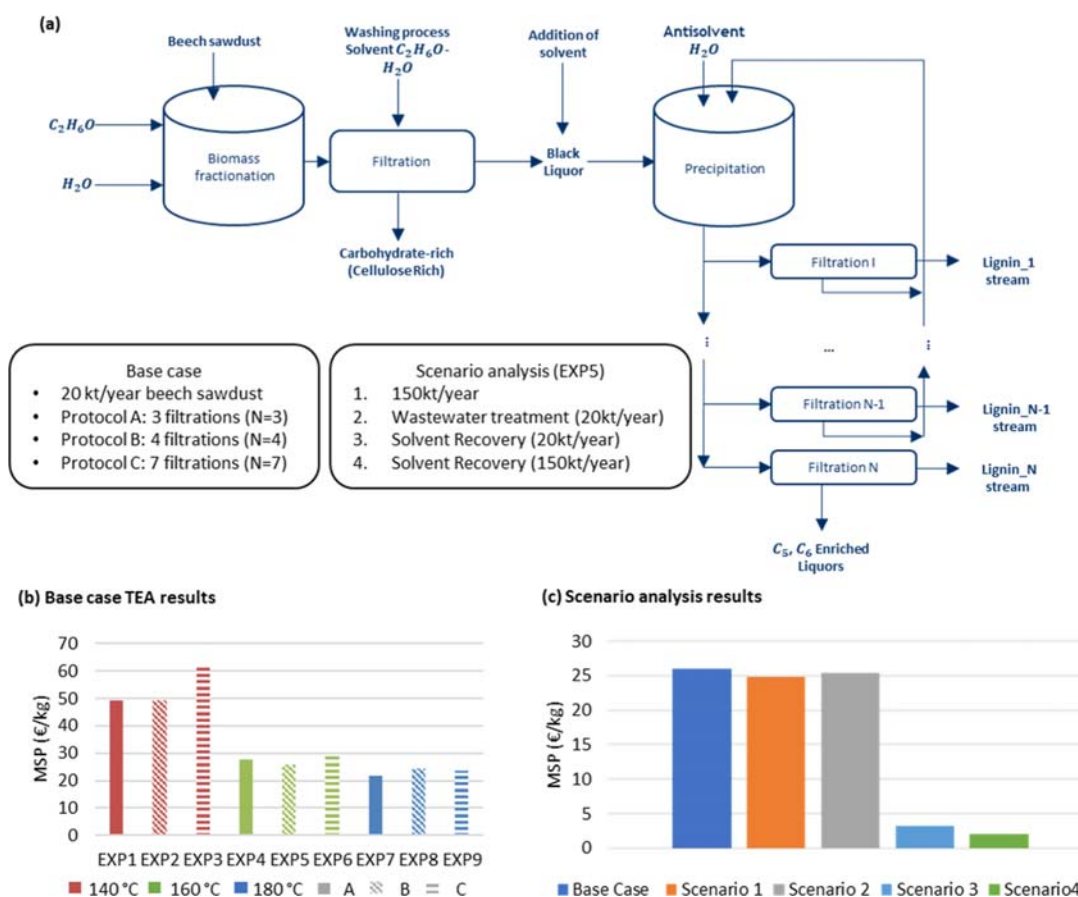 (a)
Beech sawdust
Washing process
Solvent C₂H₆O-
H₂O
Addition of
solvent
Antisolvent
H₂O
C₂H₆O
H₂O
Biomass
fractionation
Filtration
Black
Liquor
Precipitation
Carbohydrate-rich
(Cellulose Rich)
Filtration I
Lignin_1
stream
...
Filtration N-1
Lignin_N-1
stream
Filtration N
Lignin_N
stream
C₅, C₆ Enriched
Liquors
Base case
• 20 kt/year beech sawdust
• Protocol A: 3 filtrations (N=3)
• Protocol B: 4 filtrations (N=4)
• Protocol C: 7 filtrations (N=7)
Scenario analysis (EXP5)
1. 150kt/year
2. Wastewater treatment (20kt/year)
3. Solvent Recovery (20kt/year)
4. Solvent Recovery (150kt/year)
(b) Base case TEA results
MSP (€/kg)
70
60
50
40
30
20
10
0
EXP1 EXP2 EXP3 EXP4 EXP5 EXP6 EXP7 EXP8 EXP9
140 °C 160 °C 180 °C A B C
(c) Scenario analysis results
MSP (€/kg)
30
25
20
15
10
5
0
Base Case Scenario 1 Scenario 2 Scenario 3 Scenario4